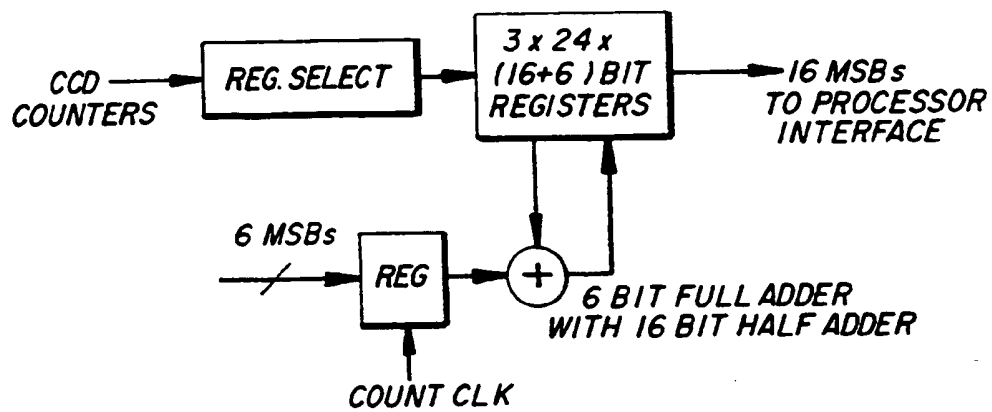 CCD
COUNTERS
REG. SELECT
3 x 24 x
(16+6) BIT
REGISTERS
16 MSBs
TO PROCESSOR
INTERFACE
6 MSBs
REG
+
6 BIT FULL ADDER
WITH 16 BIT HALF ADDER
COUNT CLK